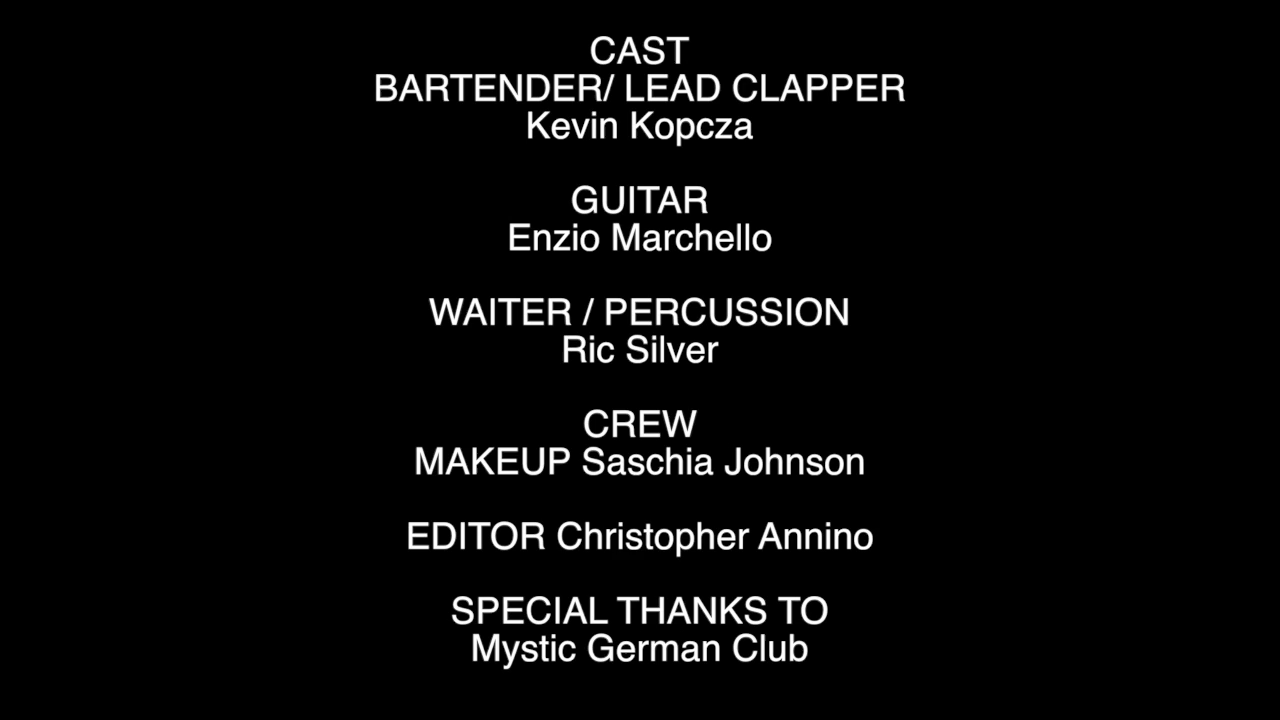 CAST
BARTENDER/ LEAD CLAPPER
Kevin Kopcza
GUITAR
Enzio Marchello
WAITER / PERCUSSION
Ric Silver
CREW
MAKEUP Saschia Johnson
EDITOR Christopher Annino
SPECIAL THANKS TO
Mystic German Club